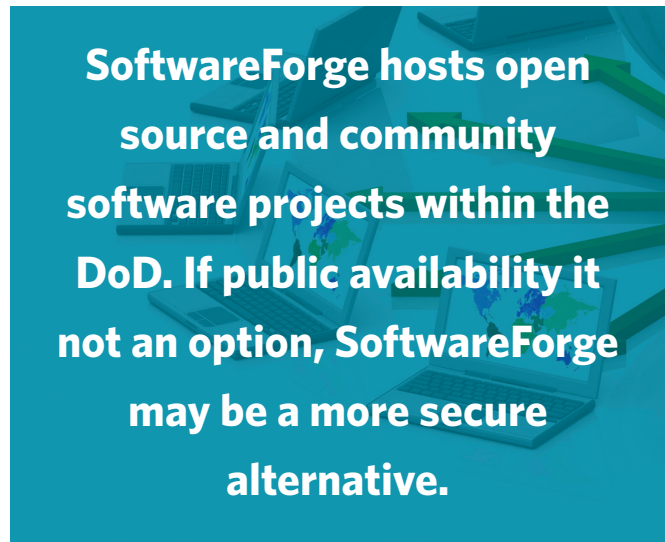 SoftwareForge hosts open
source and community
software projects within the
DoD. If public availability it
not an option, SoftwareForge
may be a more secure
alternative.